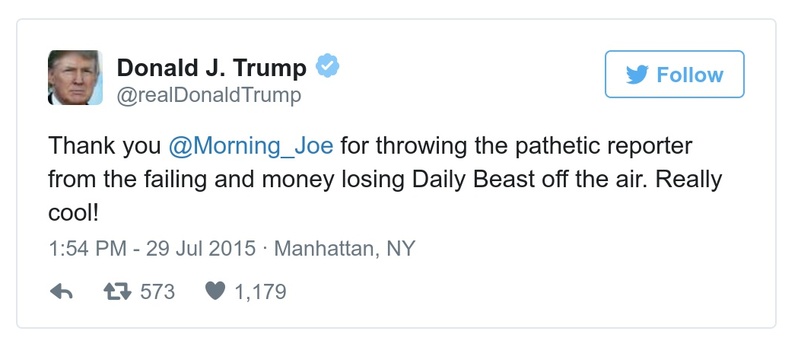 Donald J. Trump
@realDonaldTrump
Follow
Thank you @Morning_Joe for throwing the pathetic reporter
from the failing and money losing Daily Beast off the air. Really
cool!
1:54 PM - 29 Jul 2015 · Manhattan, NY
573 1,179